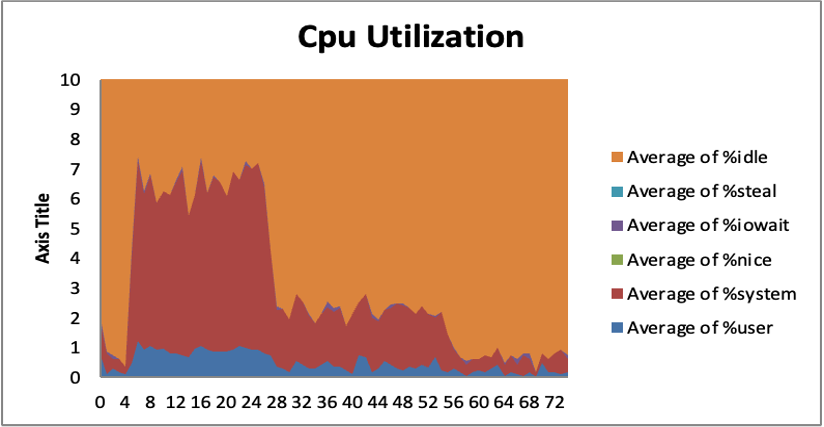 Cpu Utilization
10
9
8
7
6
5
4
3
2
1
0
Axis Title
0 4 8 12 16 20 24 28 32 36 40 44 48 52 56 60 64 68 72
Average of %idle
Average of %steal
Average of %iowait
Average of %nice
Average of %system
Average of %user